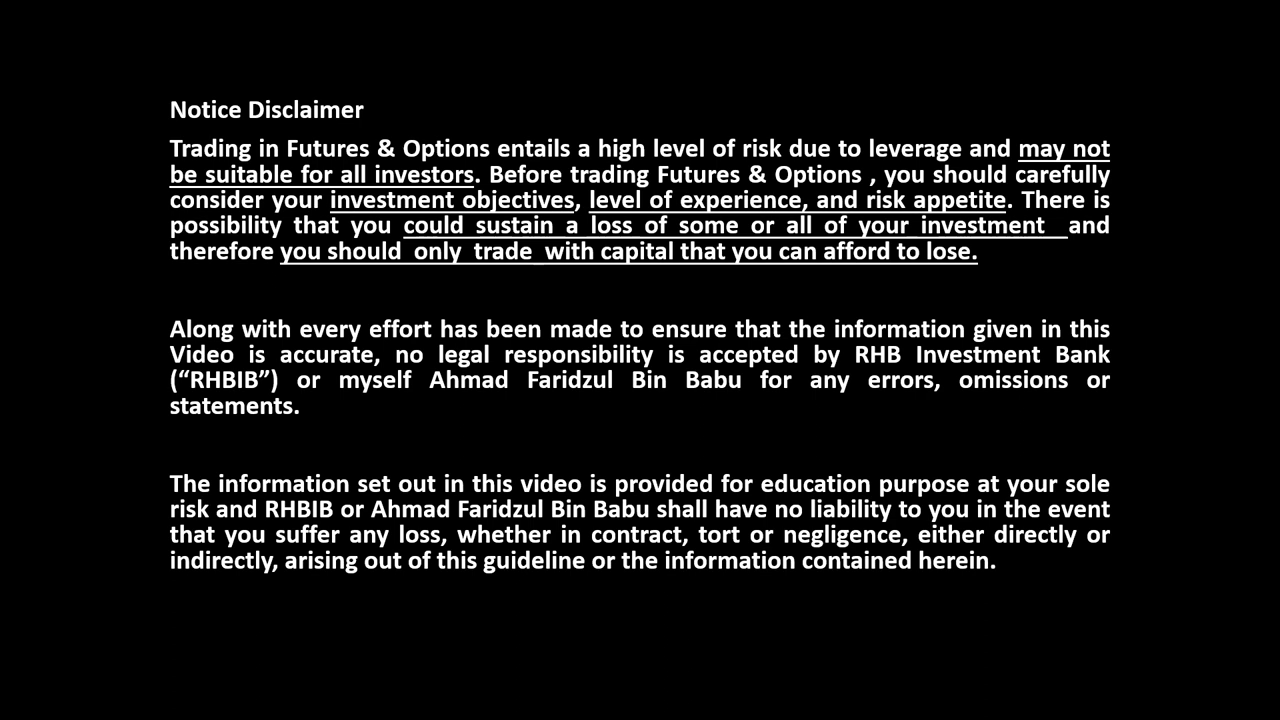 Notice Disclaimer
Trading in Futures & Options entails a high level of risk due to leverage and may not
be suitable for all investors. Before trading Futures & Options , you should carefully
consider your investment objectives, level of experience, and risk appetite. There is
possibility that you could sustain a loss of some or all of your investment and
therefore you should only trade with capital that you can afford to lose.
Along with every effort has been made to ensure that the information given in this
Video is accurate, no legal responsibility is accepted by RHB Investment Bank
(“RHBIB”) or myself Ahmad Faridzul Bin Babu for any errors, omissions or
statements.
The information set out in this video is provided for education purpose at your sole
risk and RHBIB or Ahmad Faridzul Bin Babu shall have no liability to you in the event
that you suffer any loss, whether in contract, tort or negligence, either directly or
indirectly, arising out of this guideline or the information contained herein.